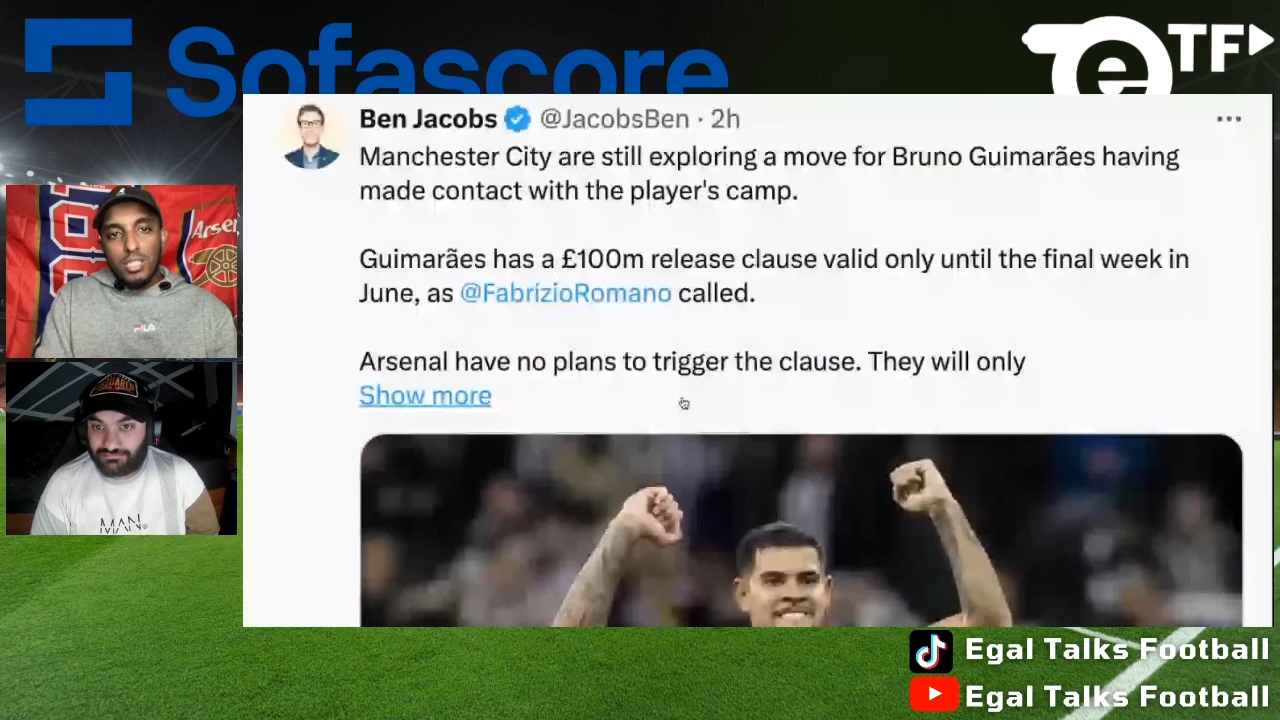 Sofascore
eTF
Ben Jacobs @JacobsBen · 2h
Manchester City are still exploring a move for Bruno Guimarães having
made contact with the player's camp.
Guimarães has a £100m release clause valid only until the final week in
June, as @FabrizioRomano called.
Arsenal have no plans to trigger the clause. They will only
Show more
Arsen
FILA
Egal Talks Football
Egal Talks Football